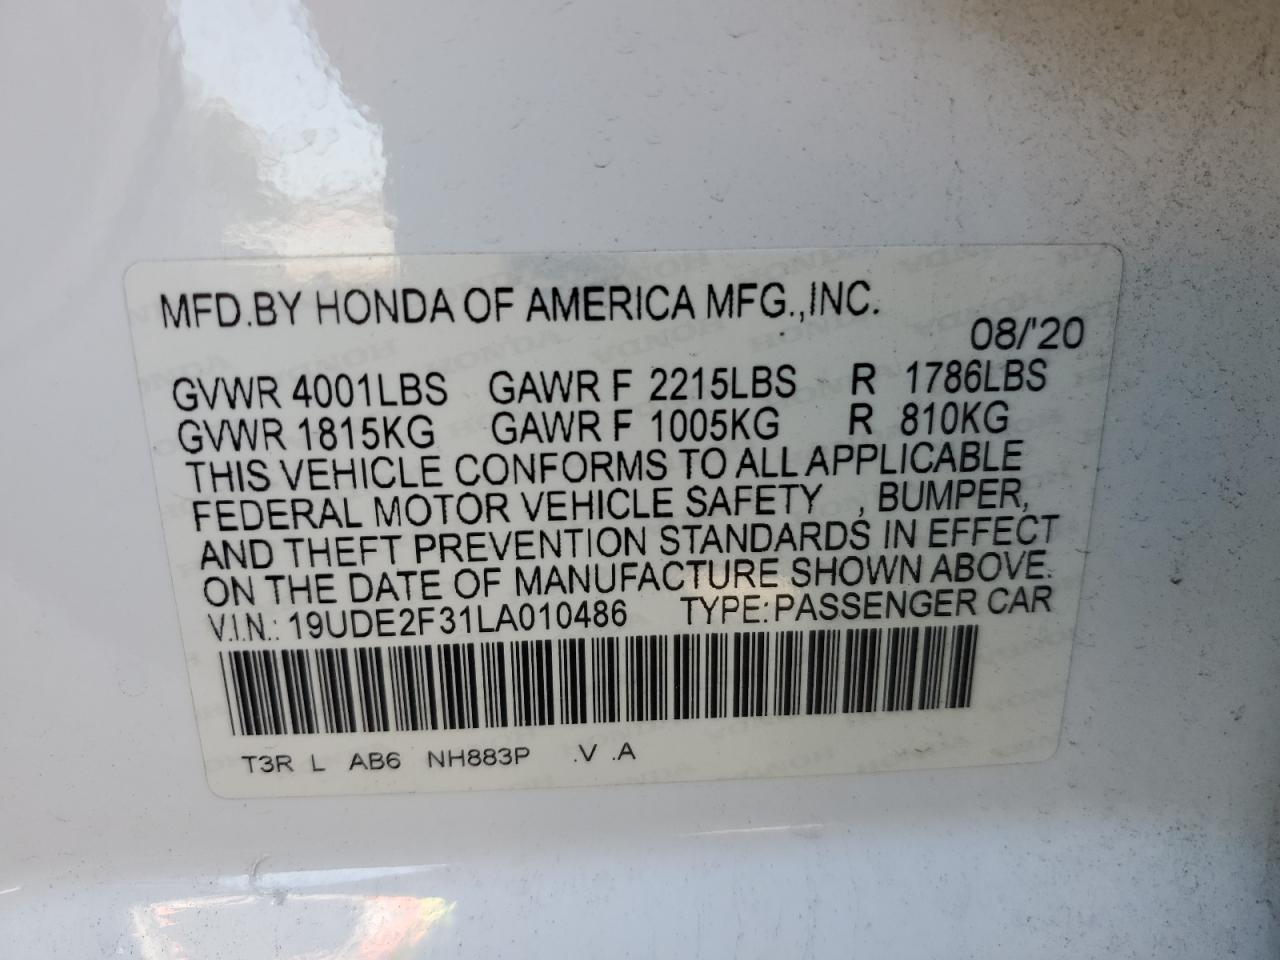 MFD.BY HONDA OF AMERICA MFG.,INC.
08/'20
GVWR 4001LBS GAWR F 2215LBS R 1786LBS
GVWR 1815KG GAWR F 1005KG R 810KG
THIS VEHICLE CONFORMS TO ALL APPLICABLE
FEDERAL MOTOR VEHICLE SAFETY , BUMPER,
AND THEFT PREVENTION STANDARDS IN EFFECT
ON THE DATE OF MANUFACTURE SHOWN ABOVE.
V.I.N.: 19UDE2F31LA010486 TYPE:PASSENGER CAR
T3R L AB6 NH883P .V .A